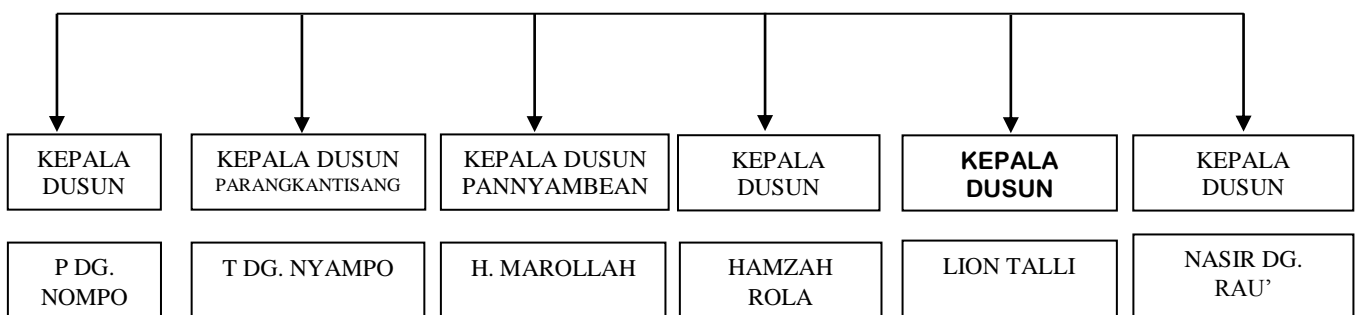 KEPALA
DUSUN
KEPALA DUSUN
PARANGKANTISANG
KEPALA DUSUN
PANNYAMBEAN
KEPALA
DUSUN
KEPALA
DUSUN
KEPALA
DUSUN
P DG.
NOMPO
T DG. NYAMPO
H. MAROLLAH
HAMZAH
ROLA
LION TALLI
NASIR DG.
RAU’